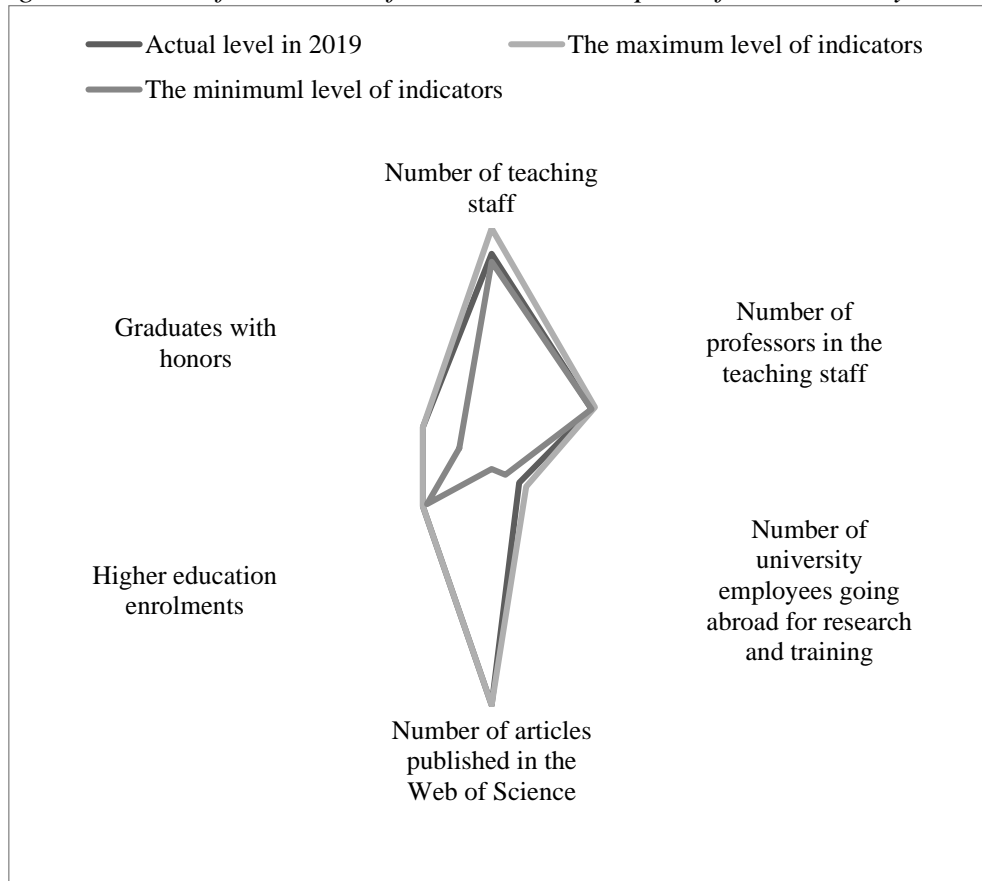 Actual level in 2019
The maximum level of indicators
The minimuml level of indicators
Number of teaching
staff
Number of
professors in the
teaching staff
Number of
university
employees going
abroad for research
and training
Number of articles
published in the
Web of Science
Higher education
enrolments
Graduates with
honors